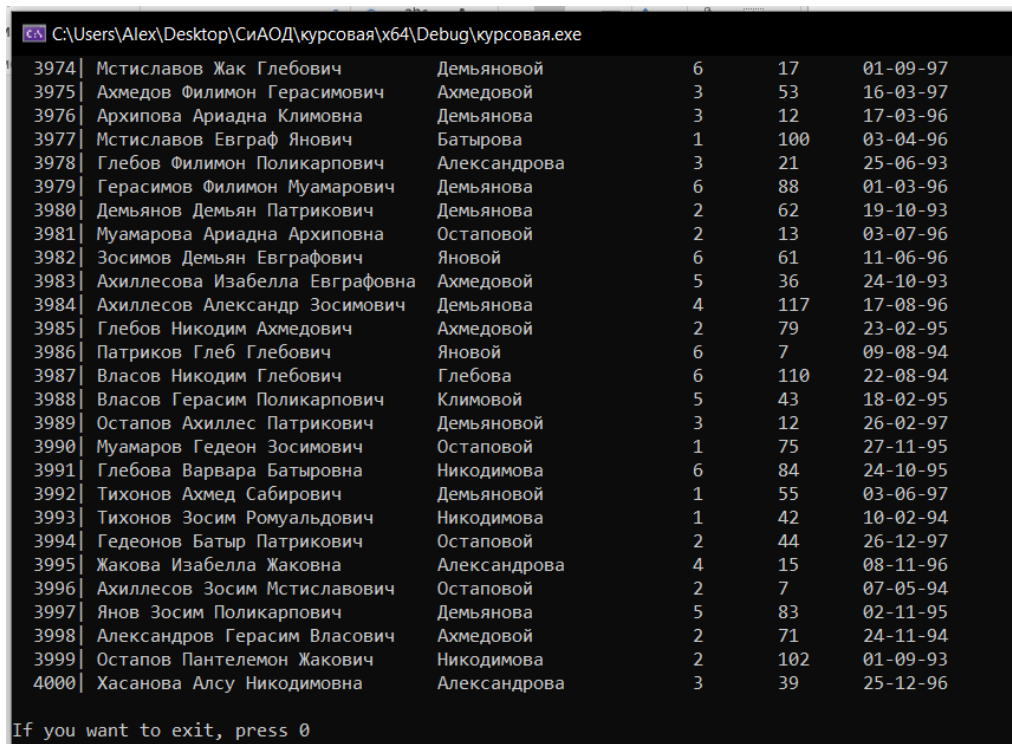 C:\Users\Alex\Desktop\СиАОД\курсовая\x64\Debug\курсовая.exe
3974| Мстиславов Жак Глебович Демьяновой 6 17 01-09-97
3975| Ахмедов Филимон Герасимович Ахмедовой 3 53 16-03-97
3976| Архипова Ариадна Климовна Демьянова 3 12 17-03-96
3977| Мстиславов Евграф Янович Батырова 1 100 03-04-96
3978| Глебов Филимон Поликарпович Александрова 3 21 25-06-93
3979| Герасимов Филимон Муамарович Демьянова 6 88 01-03-96
3980| Демьянов Демьян Патрикович Демьянова 2 62 19-10-93
3981| Муамарова Ариадна Архиповна Остаповой 2 13 03-07-96
3982| Зосимов Демьян Евграфович Яновой 6 61 11-06-96
3983| Ахиллесова Изабелла Евграфовна Ахмедовой 5 36 24-10-93
3984| Ахиллесов Александр Зосимович Демьянова 4 117 17-08-96
3985| Глебов Никодим Ахмедович Ахмедовой 2 79 23-02-95
3986| Патриков Глеб Глебович Яновой 6 7 09-08-94
3987| Власов Никодим Глебович Глебова 6 110 22-08-94
3988| Власов Герасим Поликарпович Климовой 5 43 18-02-95
3989| Остапов Ахиллес Патрикович Демьяновой 3 12 26-02-97
3990| Муамаров Гедеон Зосимович Остаповой 1 75 27-11-95
3991| Глебова Варвара Батыровна Никодимова 6 84 24-10-95
3992| Тихонов Ахмед Сабирович Демьяновой 1 55 03-06-97
3993| Тихонов Зосим Ромуальдович Никодимова 1 42 10-02-94
3994| Гедеонов Батыр Патрикович Остаповой 2 44 26-12-97
3995| Жакова Изабелла Жаковна Александрова 4 15 08-11-96
3996| Ахиллесов Зосим Мстиславович Остаповой 2 7 07-05-94
3997| Янов Зосим Поликарпович Демьянова 5 83 02-11-95
3998| Александров Герасим Власович Ахмедовой 2 71 24-11-94
3999| Остапов Пантелемон Жакович Никодимова 2 102 01-09-93
4000| Хасанова Алсу Никодимовна Александрова 3 39 25-12-96
If you want to exit, press 0